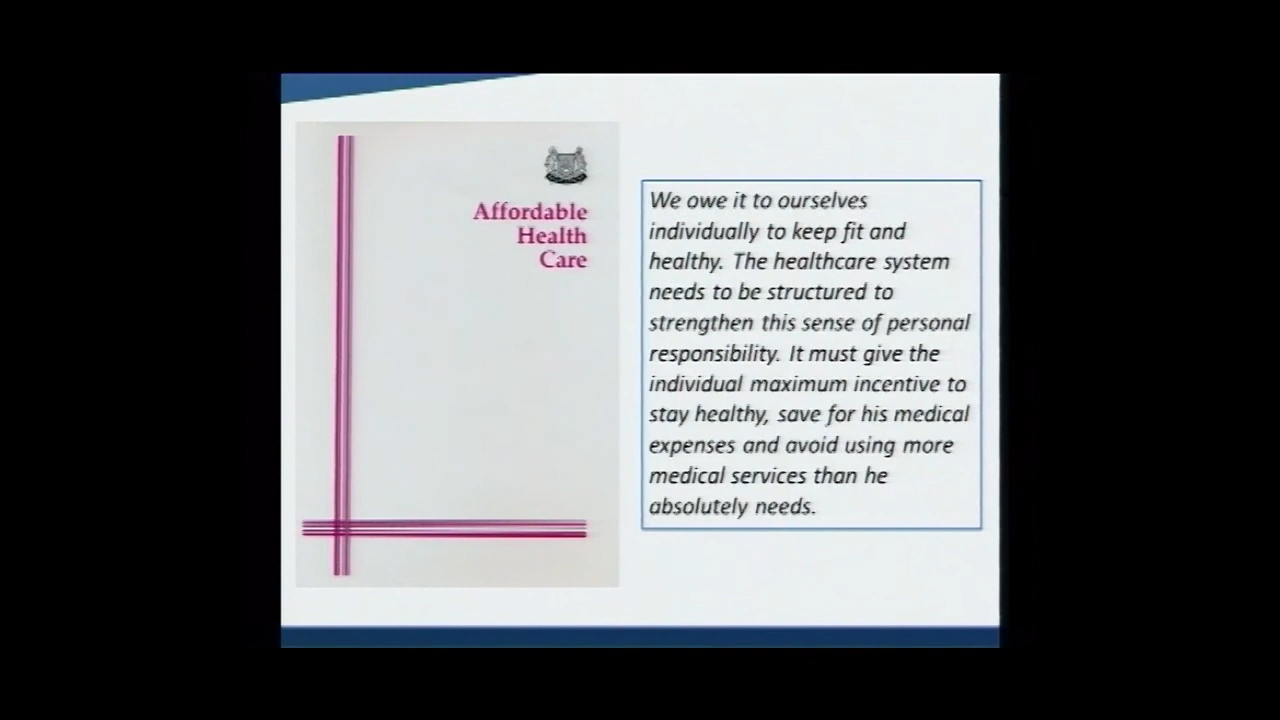 Affordable
Health
Care
We owe it to ourselves
individually to keep fit and
healthy. The healthcare system
needs to be structured to
strengthen this sense of personal
responsibility. It must give the
individual maximum incentive to
stay healthy, save for his medical
expenses and avoid using more
medical services than he
absolutely needs.